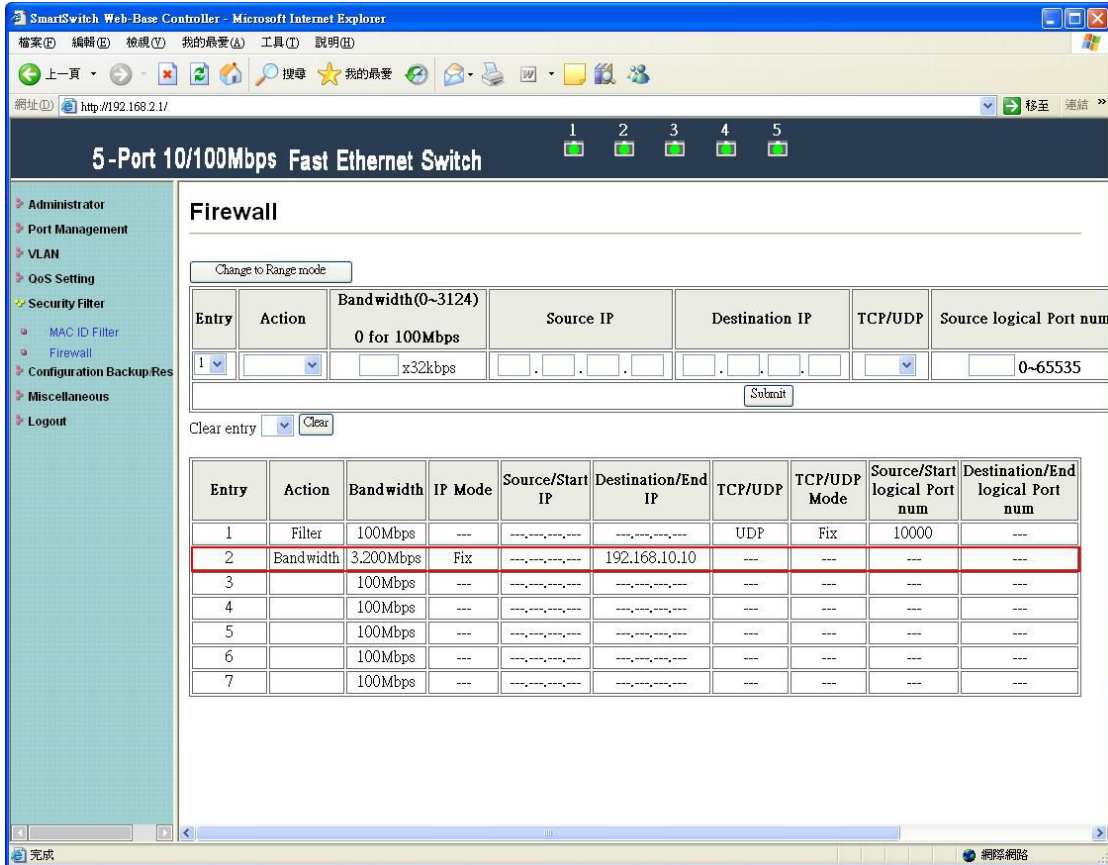 SmartSwitch Web-Base Controller - Microsoft Internet Explorer
檔案(F) 編輯(E) 檢視(V) 我的最愛(A) 工具(T) 說明(H)
上一頁 搜尋 我的最愛
網址(D) http://192.168.2.1/ 移至 連結 »
1 2 3 4 5
5-Port 10/100Mbps Fast Ethernet Switch
Administrator
Port Management
VLAN
QoS Setting
Security Filter
MAC ID Filter
Firewall
Configuration Backup/Res
Miscellaneous
Logout
Firewall
Change to Range mode
Entry Action Bandwidth(0~3124) 0 for 100Mbps Source IP Destination IP TCP/UDP Source logical Port num
1 x32kbps . . . . . . 0~65535
Submit
Clear entry Clear
Entry Action Bandwidth IP Mode Source/Start IP Destination/End IP TCP/UDP TCP/UDP Mode Source/Start logical Port num Destination/End logical Port num
1 Filter 100Mbps --- ---.---.---.--- ---.---.---.--- UDP Fix 10000 ---
2 Bandwidth 3.200Mbps Fix ---.---.---.--- 192.168.10.10 --- --- --- ---
3 100Mbps --- ---.---.---.--- ---.---.---.--- --- --- --- ---
4 100Mbps --- ---.---.---.--- ---.---.---.--- --- --- --- ---
5 100Mbps --- ---.---.---.--- ---.---.---.--- --- --- --- ---
6 100Mbps --- ---.---.---.--- ---.---.---.--- --- --- --- ---
7 100Mbps --- ---.---.---.--- ---.---.---.--- --- --- --- ---
完成 網際網路